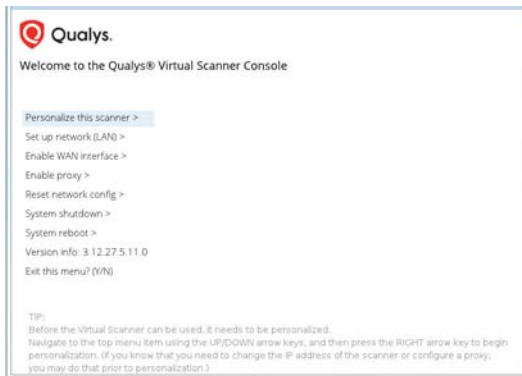 Qualys.
Welcome to the Qualys® Virtual Scanner Console
Personalize this scanner >
Set up network (LAN) >
Enable WAN interface >
Enable proxy >
Reset network config >
System shutdown >
System reboot >
Version info: 3.12.27.5.11.0
Exit this menu? (Y/N)
TIP:
Before the Virtual Scanner can be used, it needs to be personalized.
Navigate to the top menu item using the UP/DOWN arrow keys, and then press the RIGHT arrow key to begin
personalization. (If you know that you need to change the IP address of the scanner or configure a proxy,
you may do that prior to personalization.)